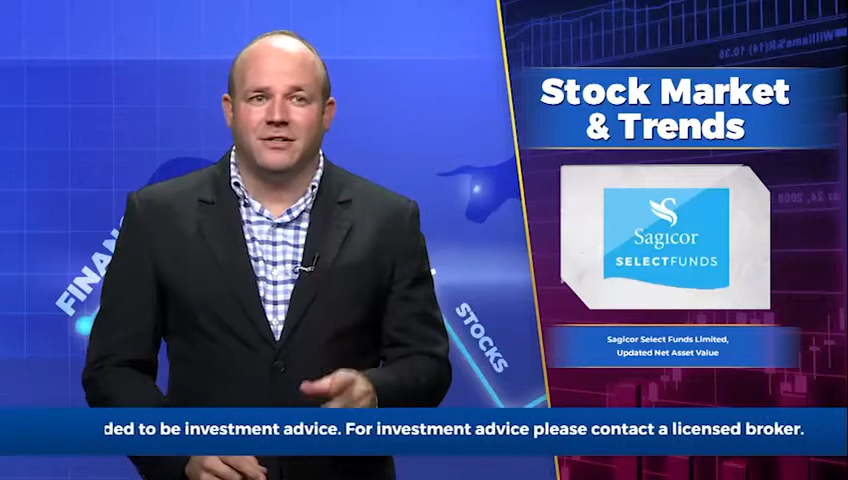 Stock Market
& Trends
Sagicor
SELECTFUNDS
Sagicor Select Funds Limited,
Updated Net Asset Value
FINANC
STOCKS
ded to be investment advice. For investment advice please contact a licensed broker.